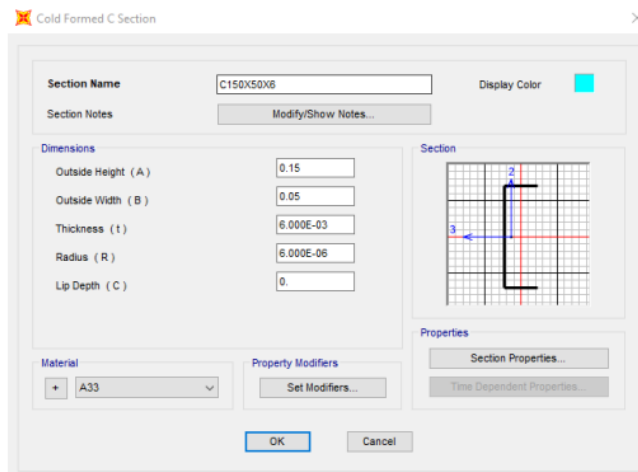 Cold Formed C Section
Section Name C150X50X6 Display Color
Section Notes Modify/Show Notes...
Dimensions
Outside Height ( A ) 0.15
Outside Width ( B ) 0.05
Thickness ( t ) 6.000E-03
Radius ( R ) 6.000E-06
Lip Depth ( C ) 0.
Section
2
3
Properties
Section Properties...
Time Dependent Properties...
Material
+ A33
Property Modifiers
Set Modifiers...
OK Cancel